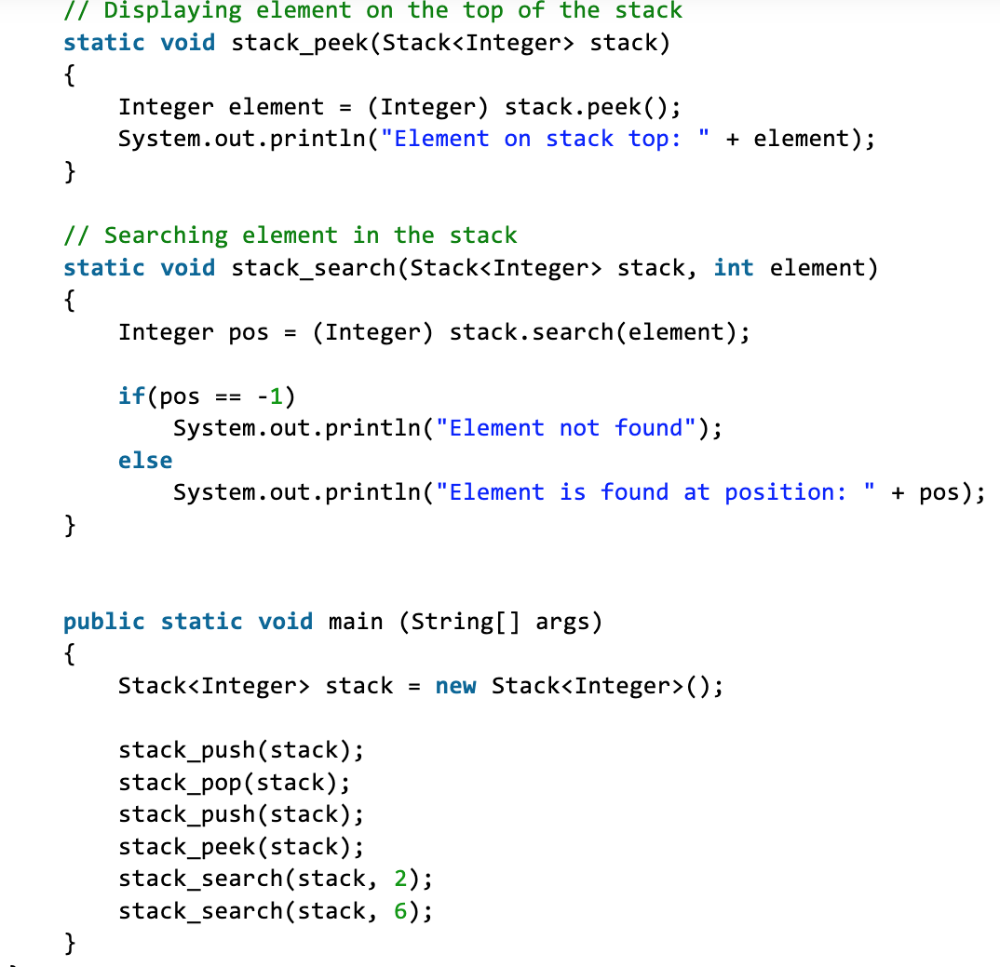 // Displaying element on the top of the stack
static void stack_peek(Stack<Integer> stack)
{
    Integer element = (Integer) stack.peek();
    System.out.println("Element on stack top: " + element);
}

// Searching element in the stack
static void stack_search(Stack<Integer> stack, int element)
{
    Integer pos = (Integer) stack.search(element);

    if(pos == -1)
        System.out.println("Element not found");
    else
        System.out.println("Element is found at position: " + pos);
}

public static void main (String[] args)
{
    Stack<Integer> stack = new Stack<Integer>();

    stack_push(stack);
    stack_pop(stack);
    stack_push(stack);
    stack_peek(stack);
    stack_search(stack, 2);
    stack_search(stack, 6);
}